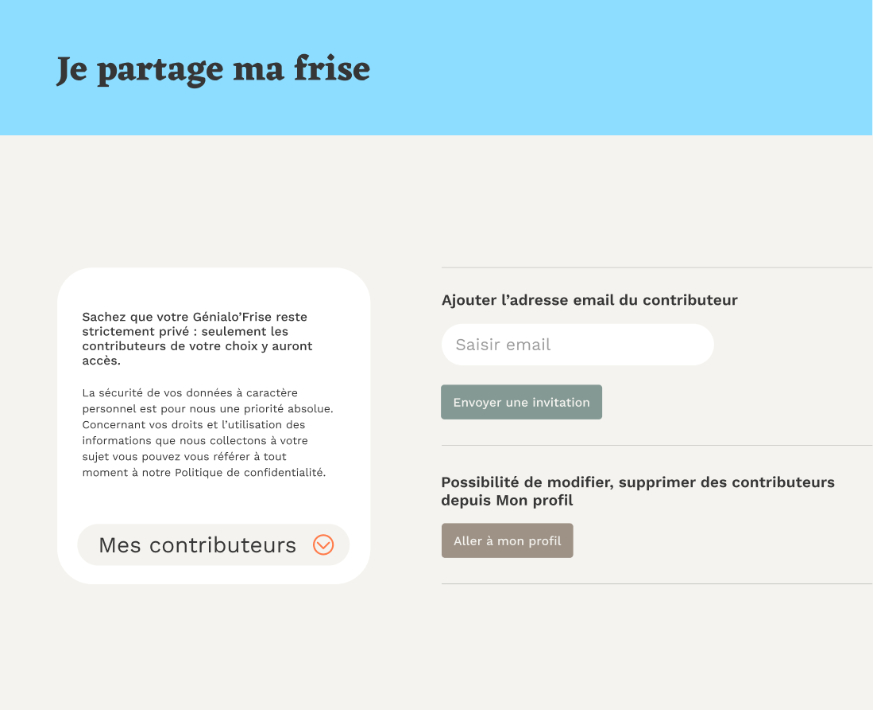 Je partage ma frise
Sachez que votre Génialo’Frise reste
strictement privé : seulement les
contributeurs de votre choix y auront
accès.
La sécurité de vos données à caractère
personnel est pour nous une priorité absolue.
Concernant vos droits et l’utilisation des
informations que nous collectons à votre
sujet vous pouvez vous référer à tout
moment à notre Politique de confidentialité.
Mes contributeurs
Ajouter l’adresse email du contributeur
Saisir email
Envoyer une invitation
Possibilité de modifier, supprimer des contributeurs
depuis Mon profil
Aller à mon profil